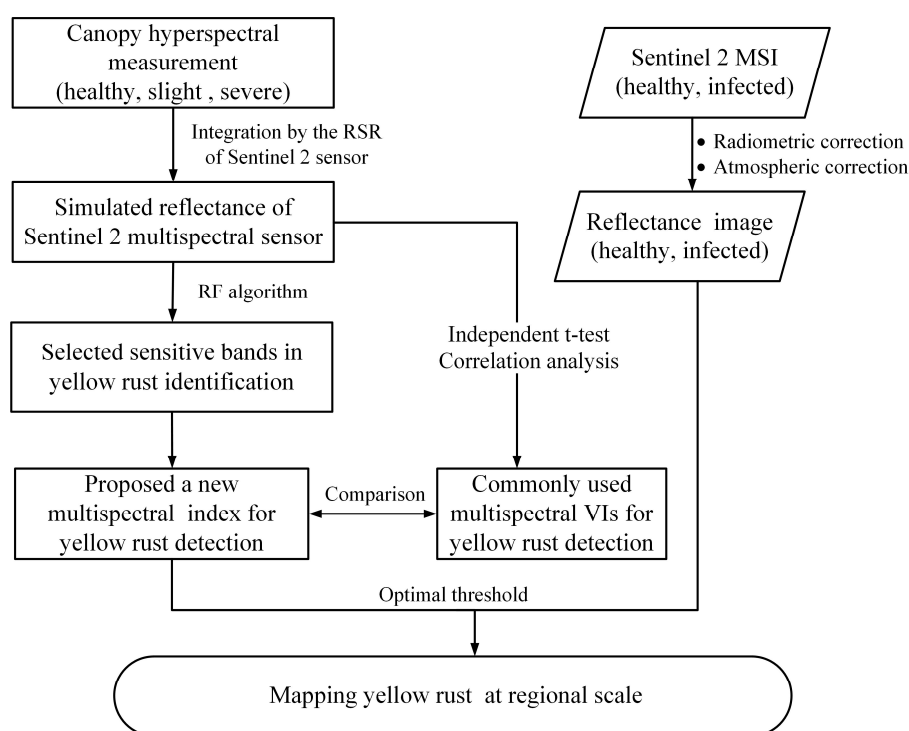 Canopy hyperspectral
measurement
(healthy, slight , severe)
Integration by the RSR
of Sentinel 2 sensor
Simulated reflectance of
Sentinel 2 multispectral sensor
RF algorithm
Selected sensitive bands in
yellow rust identification
Proposed a new
multispectral index for
yellow rust detection
Comparison
Independent t-test
Correlation analysis
Commonly used
multispectral VIs for
yellow rust detection
Sentinel 2 MSI
(healthy, infected)
• Radiometric correction
• Atmospheric correction
Reflectance image
(healthy, infected)
Optimal threshold
Mapping yellow rust at regional scale